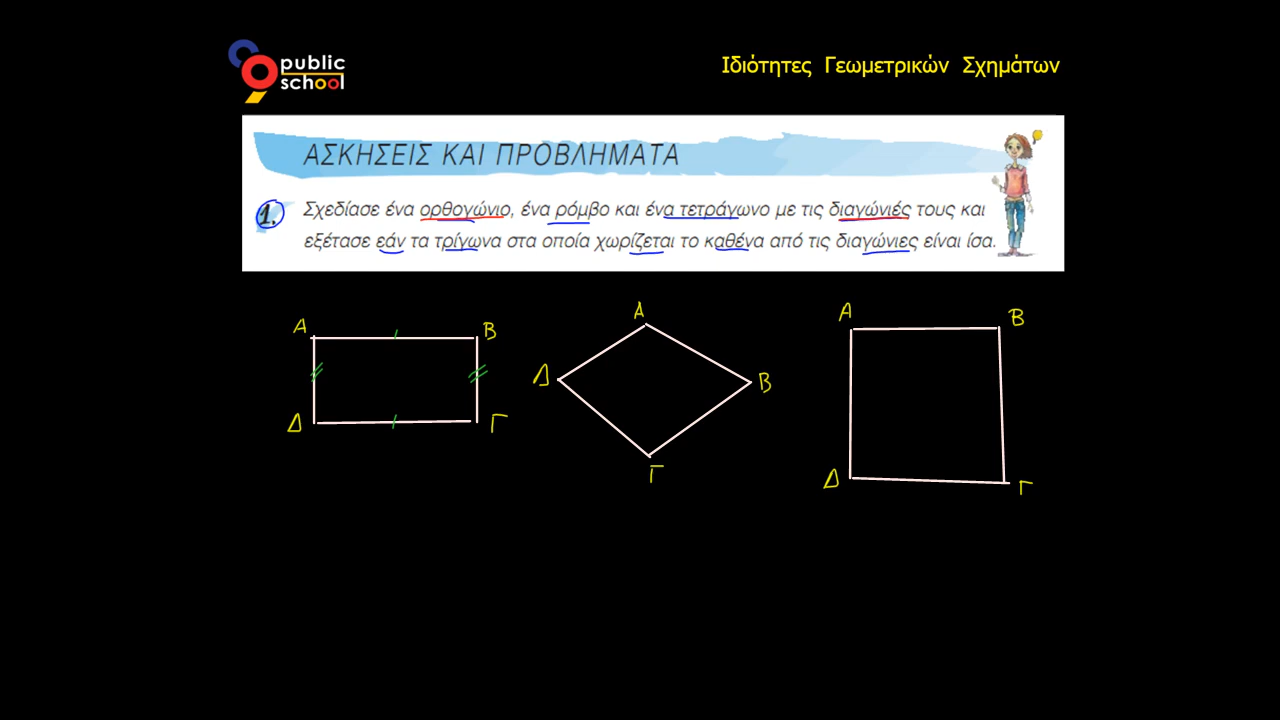 public
school
Ιδιότητες Γεωμετρικών Σχημάτων
ΑΣΚΗΣΕΙΣ ΚΑΙ ΠΡΟΒΛΗΜΑΤΑ
1. Σχεδίασε ένα ορθογώνιο, ένα ρόμβο και ένα τετράγωνο με τις διαγώνιές τους και
εξέτασε εάν τα τρίγωνα στα οποία χωρίζεται το καθένα από τις διαγώνιες είναι ίσα.
Α Β
Δ Γ
Α
Δ Β
Γ
Α Β
Δ Γ